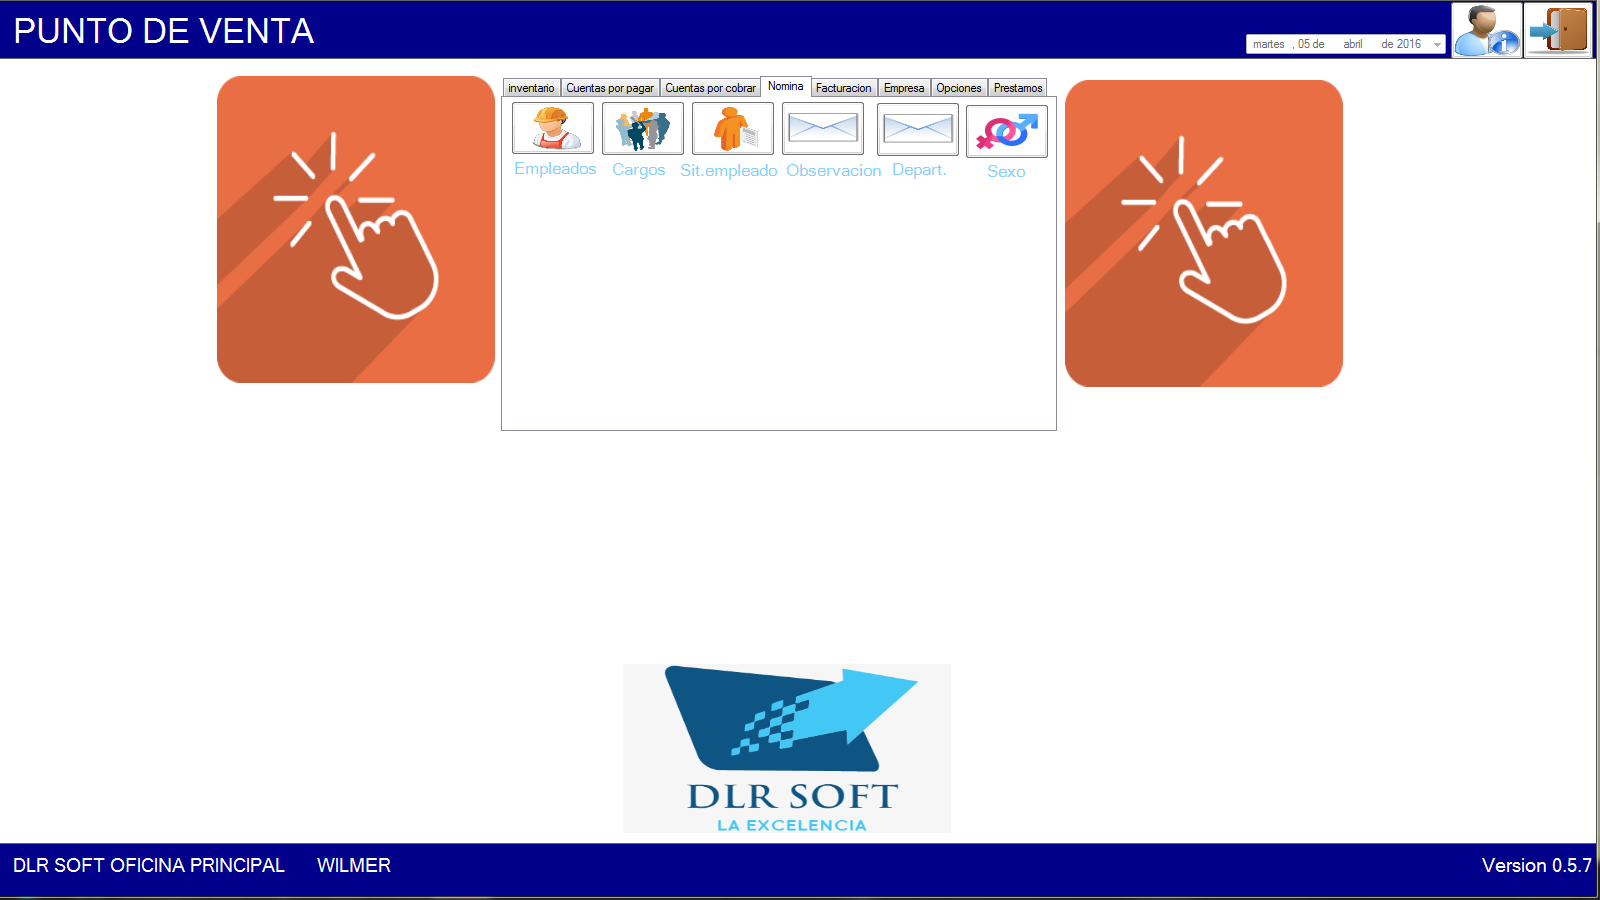 PUNTO DE VENTA
martes , 05 de abril de 2016
inventario Cuentas por pagar Cuentas por cobrar Nomina Facturacion Empresa Opciones Prestamos
Empleados Cargos Sit.empleado Observacion Depart. Sexo
DLR SOFT
LA EXCELENCIA
DLR SOFT OFICINA PRINCIPAL WILMER Version 0.5.7